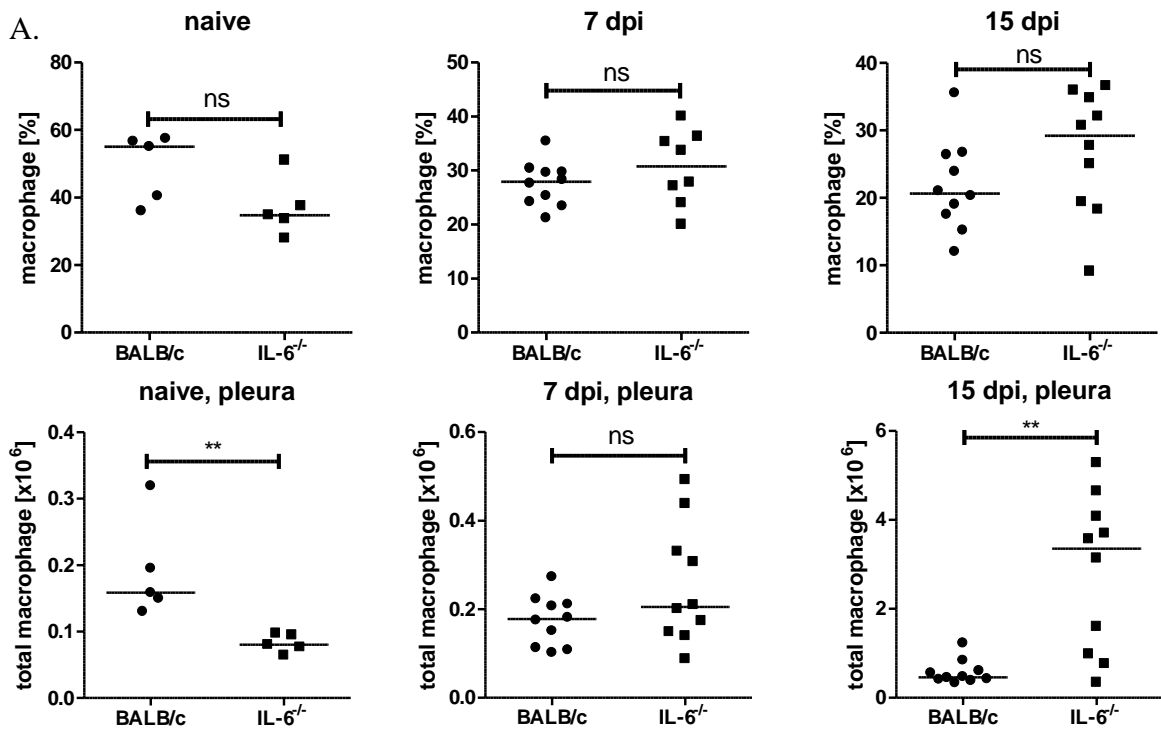 A.
naive
macrophage [%]
80
60
40
20
0
ns
BALB/c
IL-6-/-
7 dpi
macrophage [%]
50
40
30
20
10
0
ns
BALB/c
IL-6-/-
15 dpi
macrophage [%]
40
30
20
10
0
ns
BALB/c
IL-6-/-
naive, pleura
total macrophage [x10^6]
0.4
0.3
0.2
0.1
0.0
**
BALB/c
IL-6-/-
7 dpi, pleura
total macrophage [x10^6]
0.6
0.4
0.2
0.0
ns
BALB/c
IL-6-/-
15 dpi, pleura
total macrophage [x10^6]
6
4
2
0
**
BALB/c
IL-6-/-